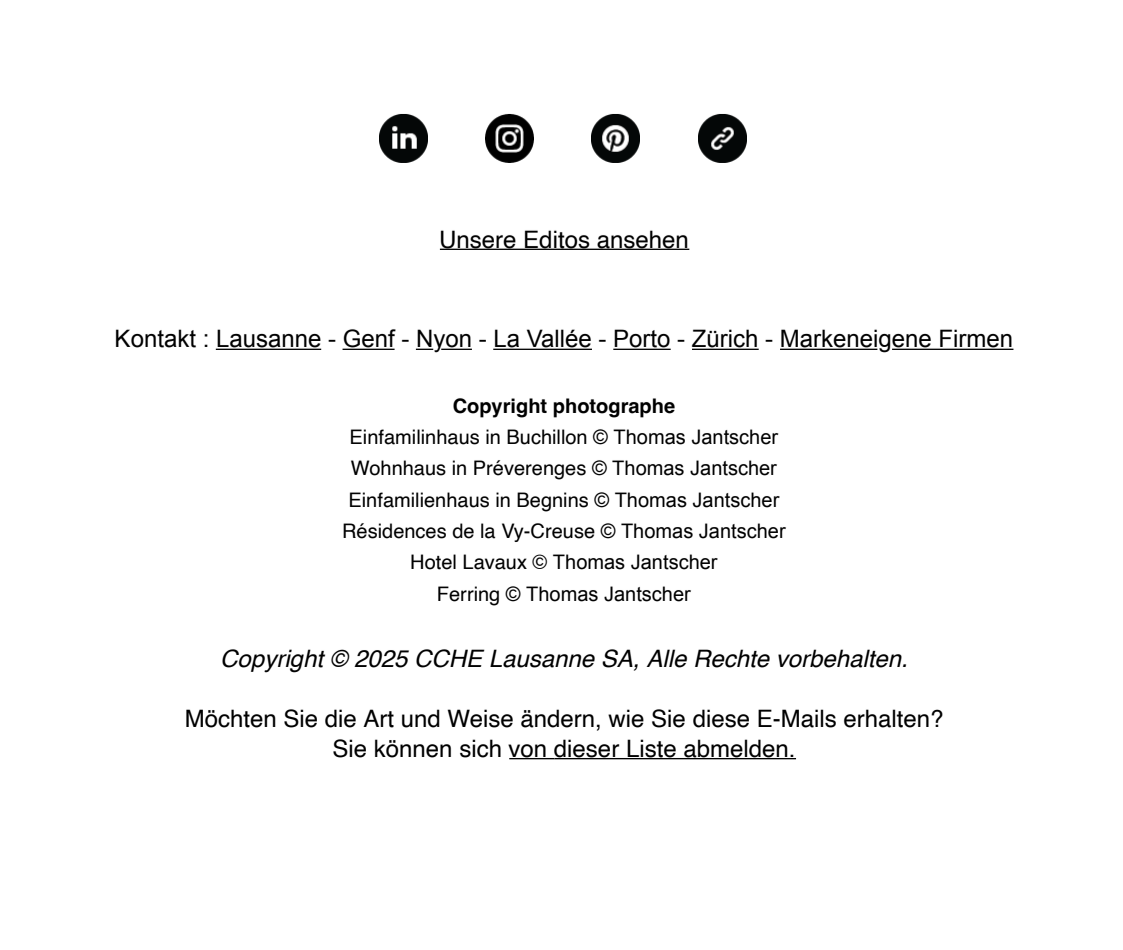 in
Unsere Editos ansehen
Kontakt : Lausanne - Genf - Nyon - La Vallée - Porto - Zürich - Markeneigene Firmen
Copyright photographe
Einfamilinhaus in Buchillon © Thomas Jantscher
Wohnhaus in Préverenges © Thomas Jantscher
Einfamilienhaus in Begnins © Thomas Jantscher
Résidences de la Vy-Creuse © Thomas Jantscher
Hotel Lavaux © Thomas Jantscher
Ferring © Thomas Jantscher
Copyright © 2025 CCHE Lausanne SA, Alle Rechte vorbehalten.
Möchten Sie die Art und Weise ändern, wie Sie diese E-Mails erhalten?
Sie können sich von dieser Liste abmelden.